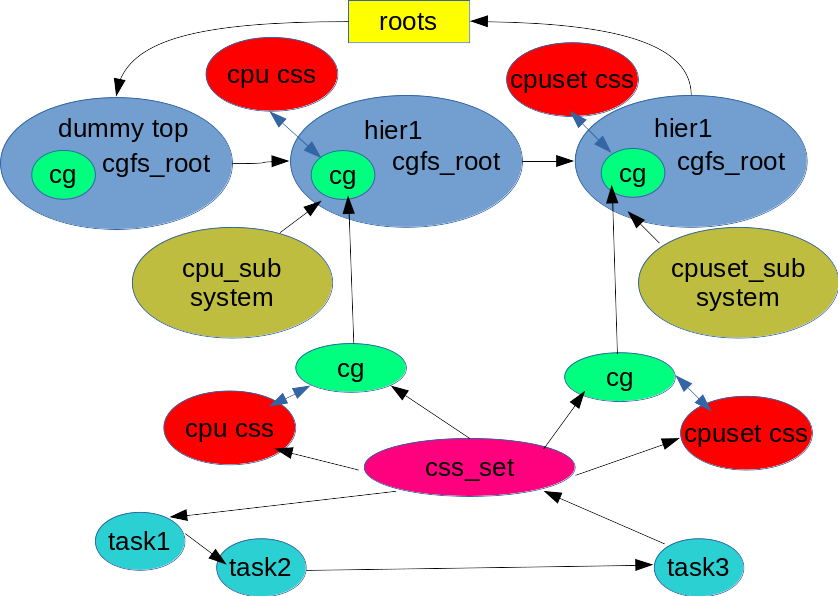 roots
cpu css
cpuset css
dummy top
cg
cgfs_root
hier1
cgfs_root
cg
hier1
cgfs_root
cg
cpu_sub
system
cpuset_sub
system
cg
cg
cpu css
cpuset css
css_set
task1
task2
task3